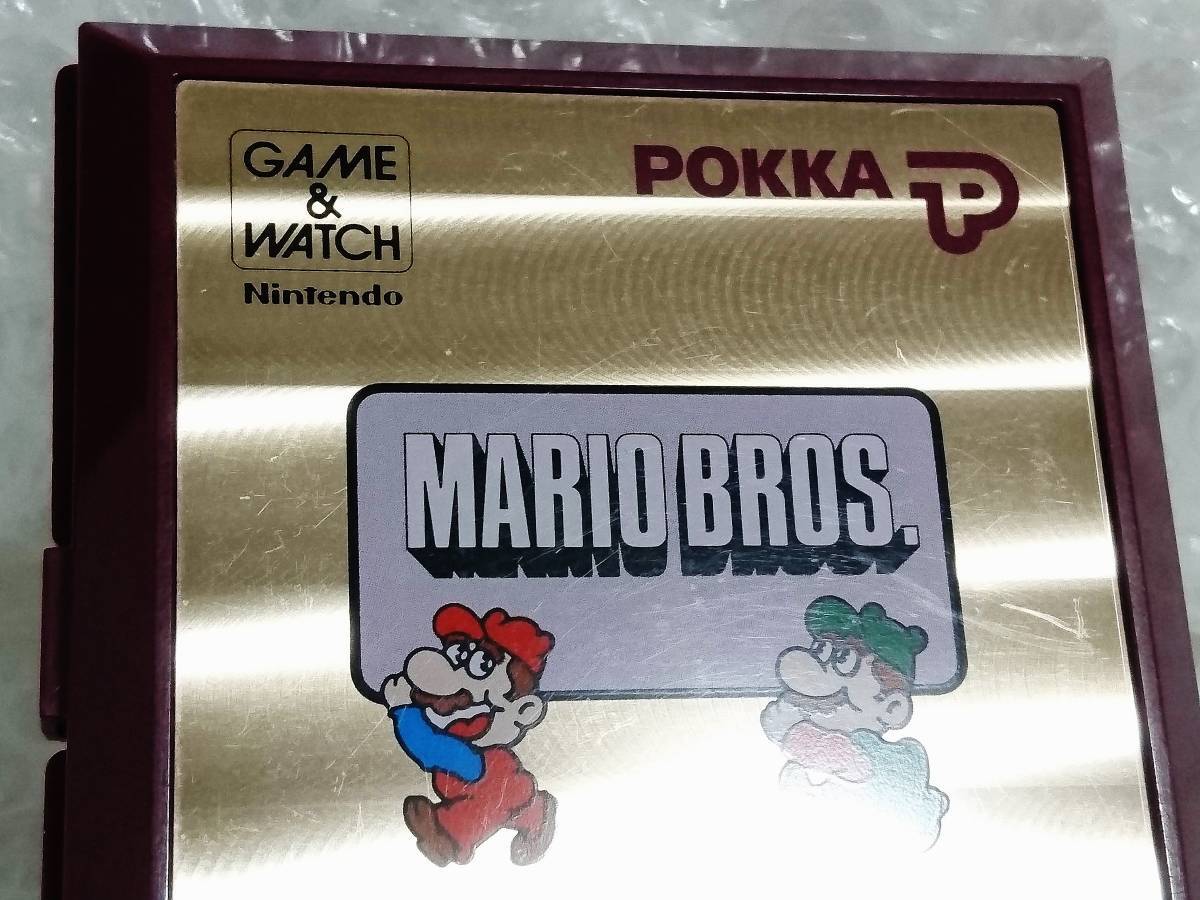 GAME
&
WATCH
Nintendo
POKKA P
MARIO BROS.